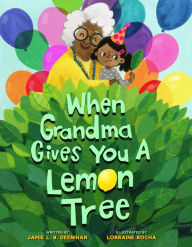 When
Grandma
Gives You A
Lemon
Tree
WRITTEN BY
JAMIE L. B. DEENIHAN
ILLUSTRATED BY
LORRAINE ROCHA